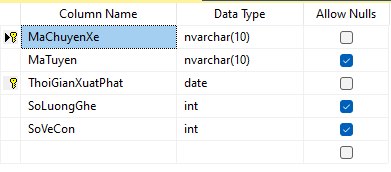 Column Name Data Type Allow Nulls
MaChuyenXe nvarchar(10)
MaTuyen nvarchar(10)
ThoiGianXuatPhat date
SoLuongGhe int
SoVeCon int